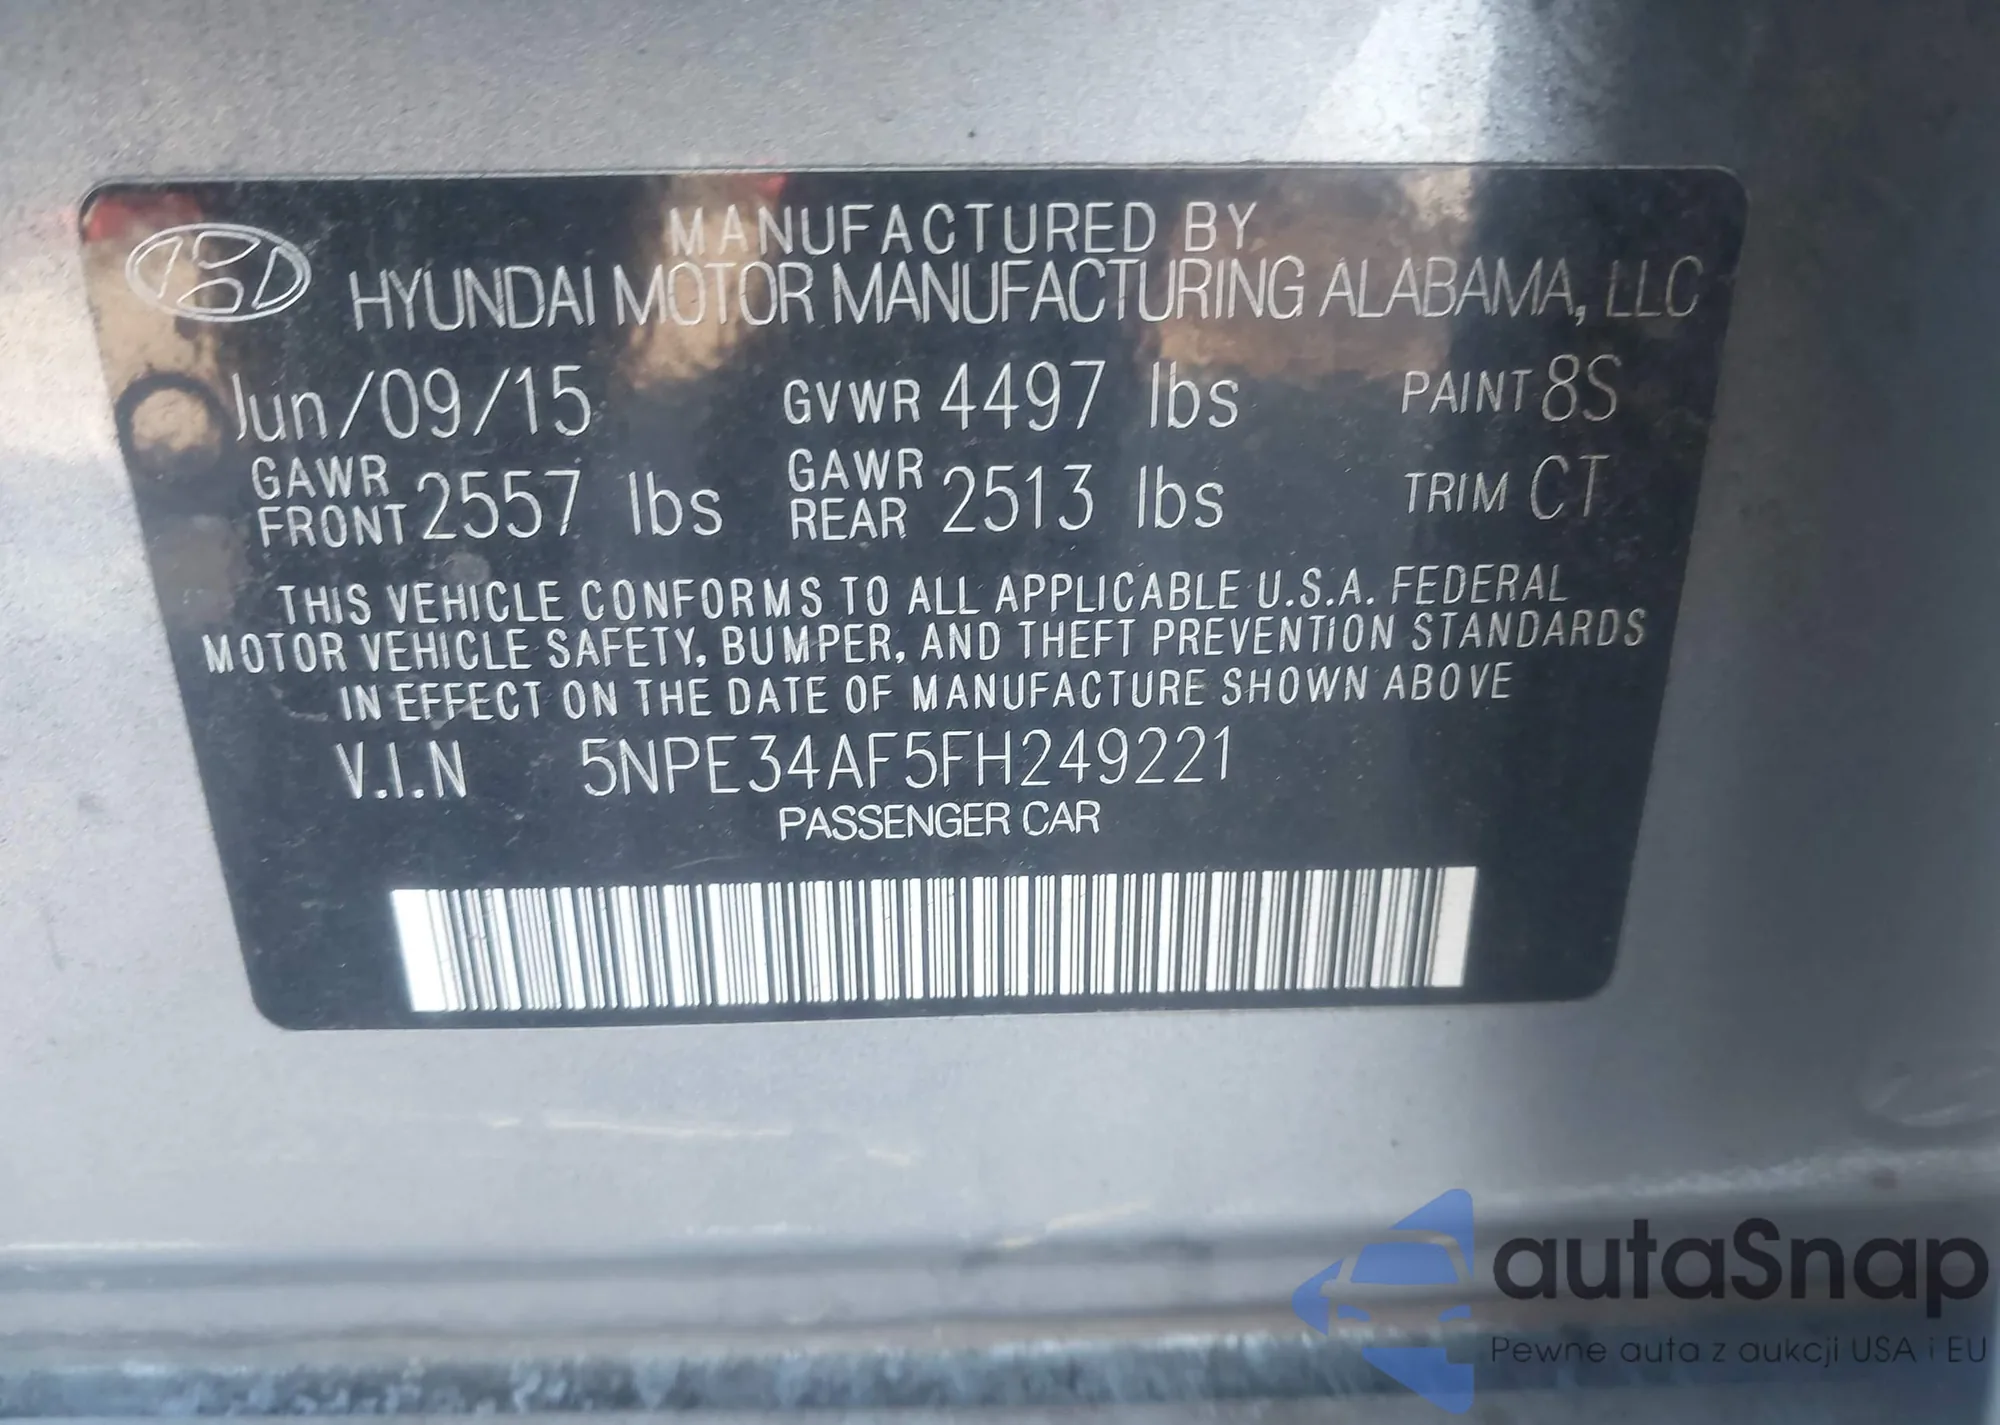 MANUFACTURED BY
HYUNDAI MOTOR MANUFACTURING ALABAMA, LLC
Jun/09/15 GVWR 4497 lbs PAINT 8S
GAWR FRONT 2557 lbs GAWR REAR 2513 lbs TRIM CT
THIS VEHICLE CONFORMS TO ALL APPLICABLE U.S.A. FEDERAL
MOTOR VEHICLE SAFETY, BUMPER, AND THEFT PREVENTION STANDARDS
IN EFFECT ON THE DATE OF MANUFACTURE SHOWN ABOVE
V.I.N 5NPE34AF5FH249221
PASSENGER CAR
autaSnap
Pewne auta z aukcji USA i EU